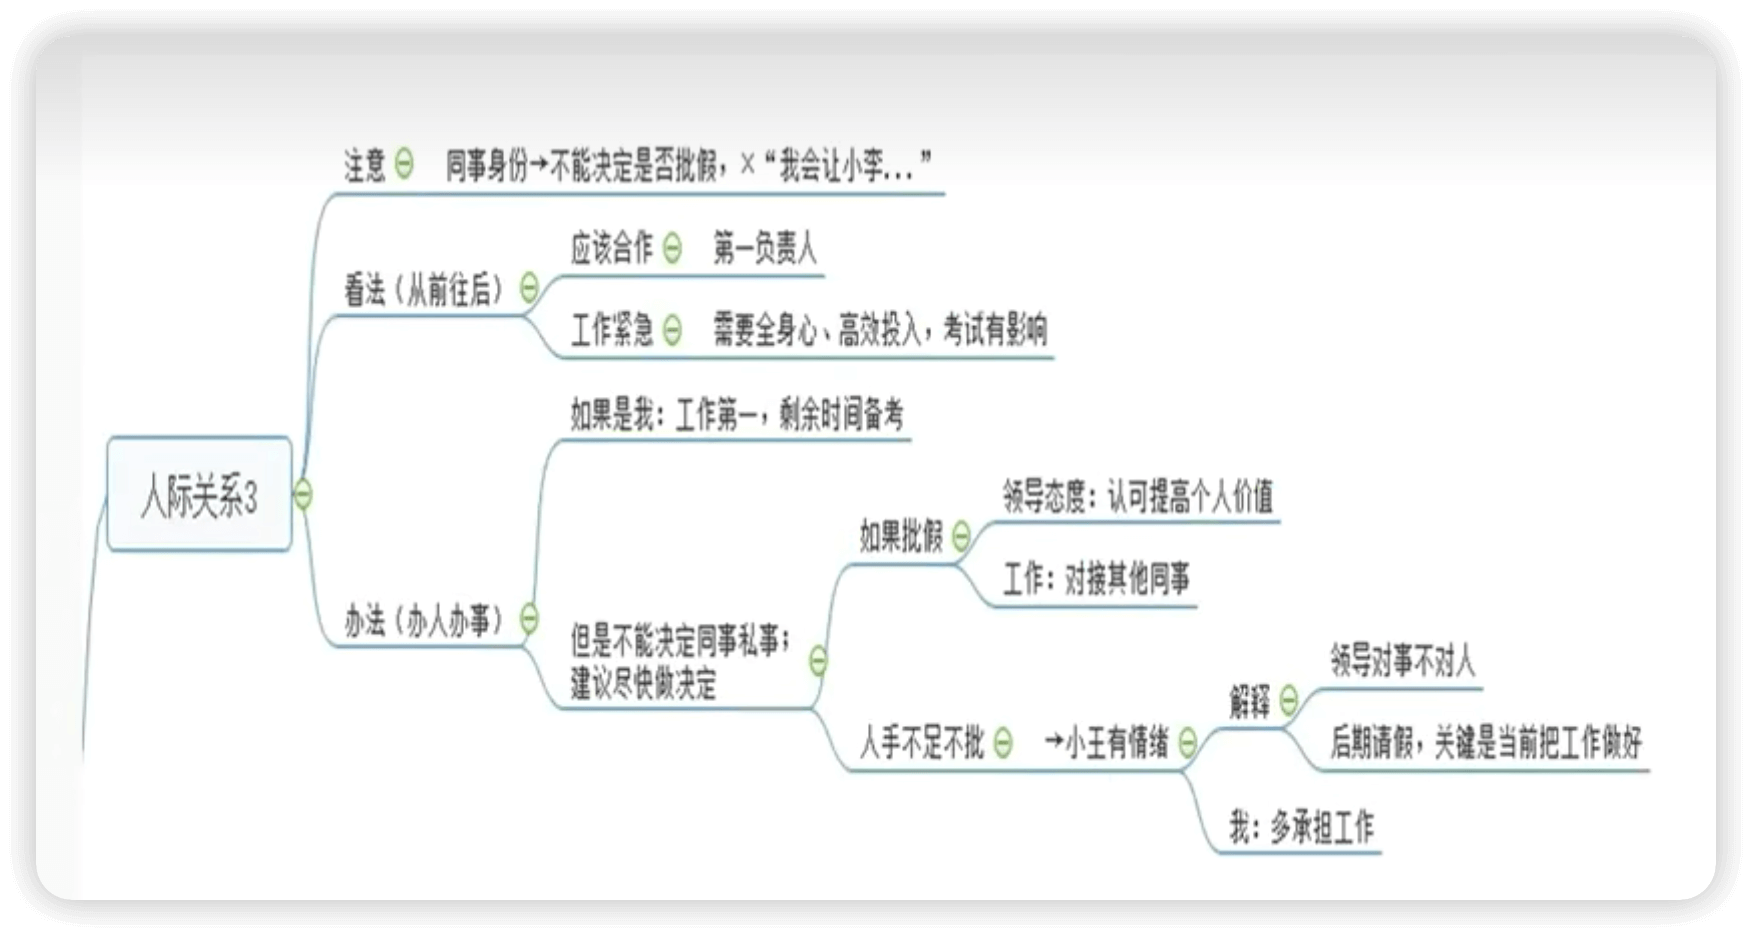 注意 同事身份→不能决定是否批假，×“我会让小李...”
应该合作 第一负责人
看法（从前往后）
工作紧急 需要全身心、高效投入，考试有影响
如果是我：工作第一，剩余时间备考
人际关系3
领导态度：认可提高个人价值
如果批假
工作：对接其他同事
办法（办人办事）
但是不能决定同事私事；
建议尽快做决定
领导对事不对人
解释
人手不足不批 →小王有情绪
后期请假，关键是当前把工作做好
我：多承担工作